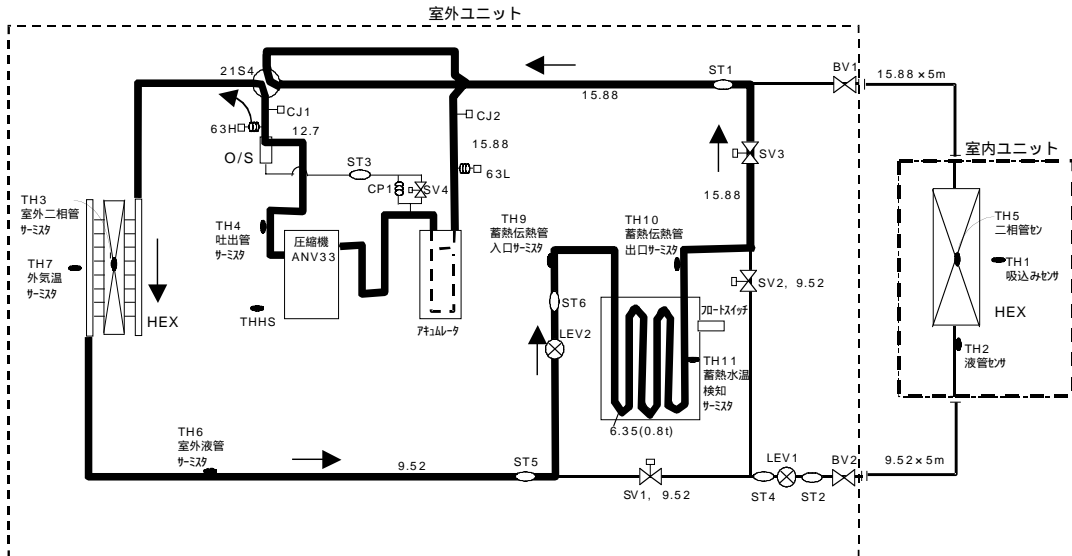 室外ユニット
21S4
CJ1
63H
12.7
O/S
ST3
CP1
SV4
CJ2
15.88
63L
15.88
ST1
BV1
15.88×5m
SV3
15.88
室内ユニット
TH3
室外二相管
サーミスタ
TH7
外気温
サーミスタ
HEX
TH4
吐出管
サーミスタ
圧縮機
ANV33
THHS
アキュムレータ
TH9
蓄熱伝熱管
入口サーミスタ
TH10
蓄熱伝熱管
出口サーミスタ
SV2, 9.52
ST6
LEV2
フロートスイッチ
TH11
蓄熱水温
検知
サーミスタ
6.35(0.8t)
TH5
二相管セン
TH1
吸込みセンサ
HEX
TH2
液管センサ
TH6
室外液管
サーミスタ
9.52
ST5
SV1, 9.52
LEV1
ST4
ST2
BV2
9.52×5m